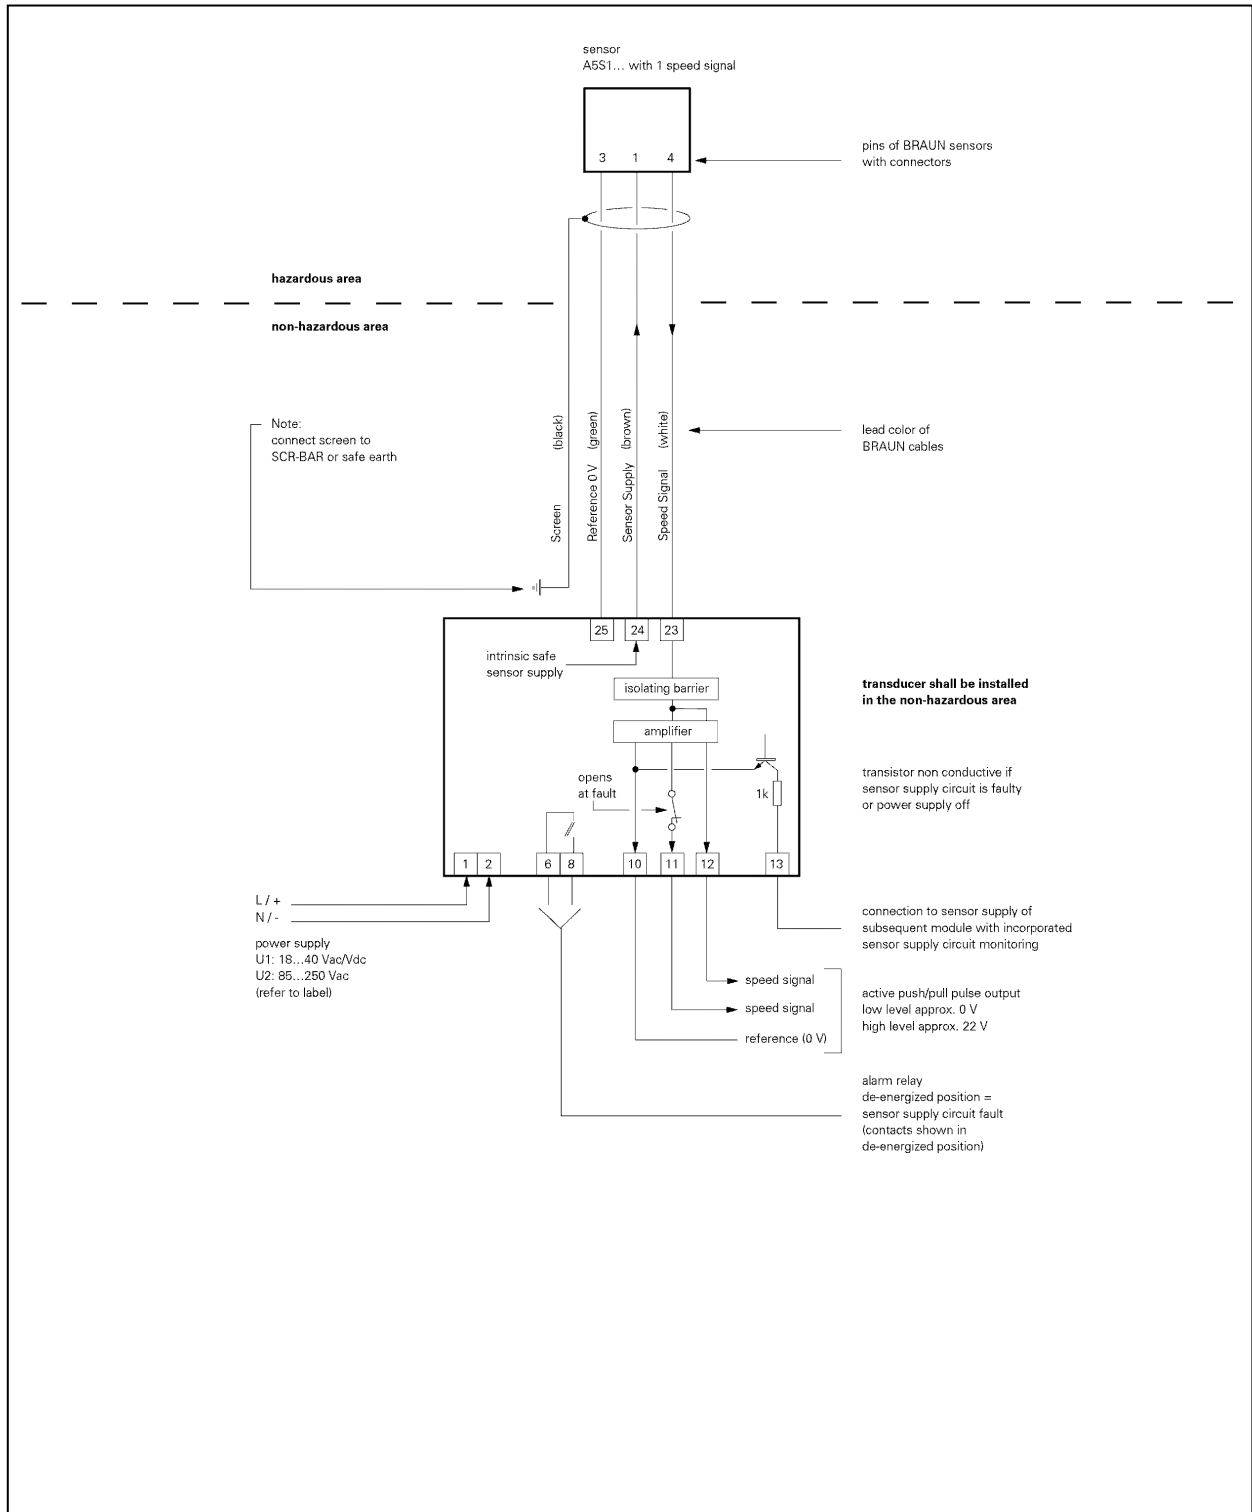 sensor
A5S1... with 1 speed signal
3 1 4
pins of BRAUN sensors
with connectors
hazardous area
non-hazardous area
Note:
connect screen to
SCR-BAR or safe earth
Screen (black)
Reference 0 V (green)
Sensor Supply (brown)
Speed Signal (white)
lead color of
BRAUN cables
25 24 23
intrinsic safe
sensor supply
isolating barrier
amplifier
transducer shall be installed
in the non-hazardous area
opens
at fault
1k
transistor non conductive if
sensor supply circuit is faulty
or power supply off
1 2 6 8 10 11 12 13
L / +
N / -
power supply
U1: 18...40 Vac/Vdc
U2: 85...250 Vac
(refer to label)
connection to sensor supply of
subsequent module with incorporated
sensor supply circuit monitoring
speed signal
speed signal
reference (0 V)
active push/pull pulse output
low level approx. 0 V
high level approx. 22 V
alarm relay
de-energized position =
sensor supply circuit fault
(contacts shown in
de-energized position)